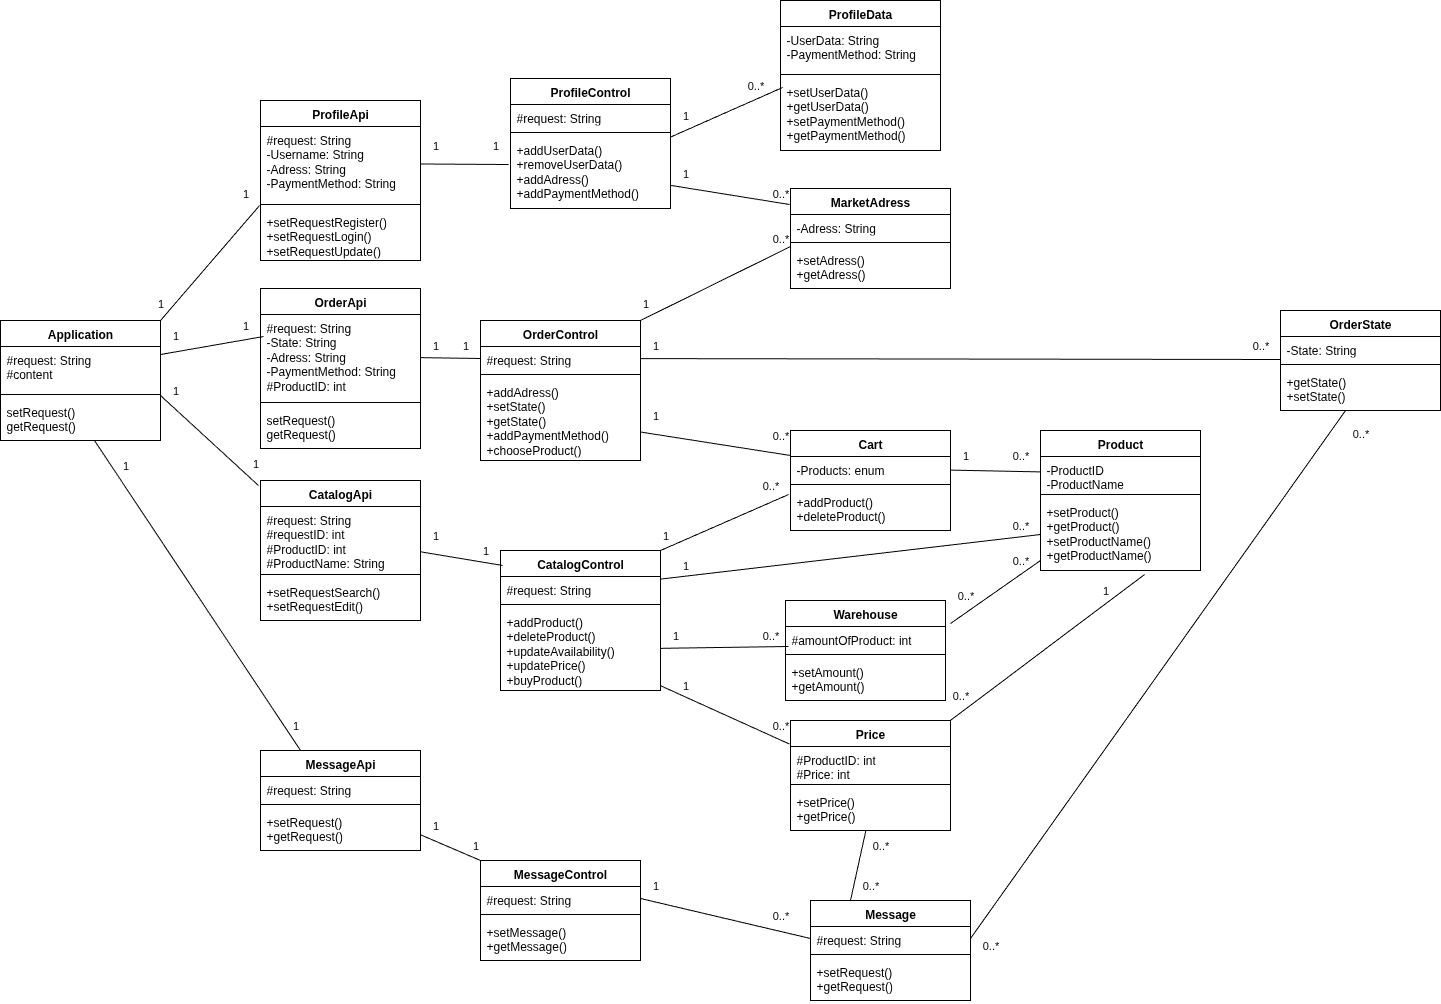 ProfileData
-UserData: String
-PaymentMethod: String
+setUserData()
+getUserData()
+setPaymentMethod()
+getPaymentMethod()
ProfileControl
#request: String
+addUserData()
+removeUserData()
+addAdress()
+addPaymentMethod()
1
0..*
1
0..*
ProfileApi
#request: String
-Username: String
-Adress: String
-PaymentMethod: String
+setRequestRegister()
+setRequestLogin()
+setRequestUpdate()
1
1
MarketAdress
-Adress: String
+setAdress()
+getAdress()
1
1
0..*
1
Application
#request: String
#content
setRequest()
getRequest()
1
1
1
1
1
1
OrderApi
#request: String
-State: String
-Adress: String
-PaymentMethod: String
#ProductID: int
setRequest()
getRequest()
1
1
OrderControl
#request: String
+addAdress()
+setState()
+getState()
+addPaymentMethod()
+chooseProduct()
1
0..*
1
0..*
OrderState
-State: String
+getState()
+setState()
0..*
CatalogApi
#request: String
#requestID: int
#ProductID: int
#ProductName: String
+setRequestSearch()
+setRequestEdit()
1
1
Cart
-Products: enum
+addProduct()
+deleteProduct()
1
0..*
Product
-ProductID
-ProductName
+setProduct()
+getProduct()
+setProductName()
+getProductName()
CatalogControl
#request: String
+addProduct()
+deleteProduct()
+updateAvailability()
+updatePrice()
+buyProduct()
1
0..*
1
0..*
1
0..*
1
0..*
Warehouse
#amountOfProduct: int
+setAmount()
+getAmount()
0..*
0..*
1
0..*
Price
#ProductID: int
#Price: int
+setPrice()
+getPrice()
0..*
0..*
1
MessageApi
#request: String
+setRequest()
+getRequest()
1
1
MessageControl
#request: String
+setMessage()
+getMessage()
1
0..*
Message
#request: String
+setRequest()
+getRequest()
0..*